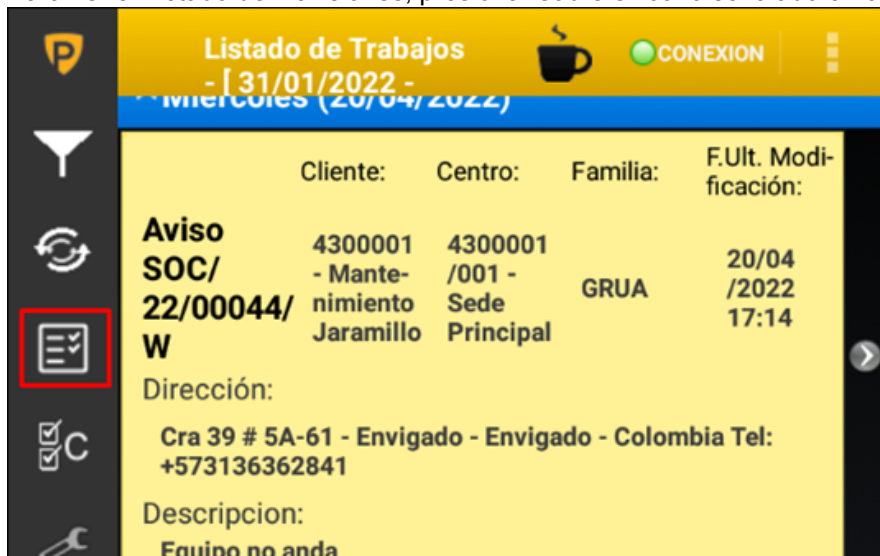 Listado de Trabajos
- [ 31/01/2022 -
CONEXION
Miércoles (20/04/2022)
Cliente:
Centro:
Familia:
F.Ult. Modi-
ficación:
Aviso
SOC/
22/00044/
W
4300001
- Mante-
nimiento
Jaramillo
4300001
/001 -
Sede
Principal
GRUA
20/04
/2022
17:14
Dirección:
Cra 39 # 5A-61 - Envigado - Envigado - Colombia Tel:
+573136362841
C
Descripcion:
Equipo no anda